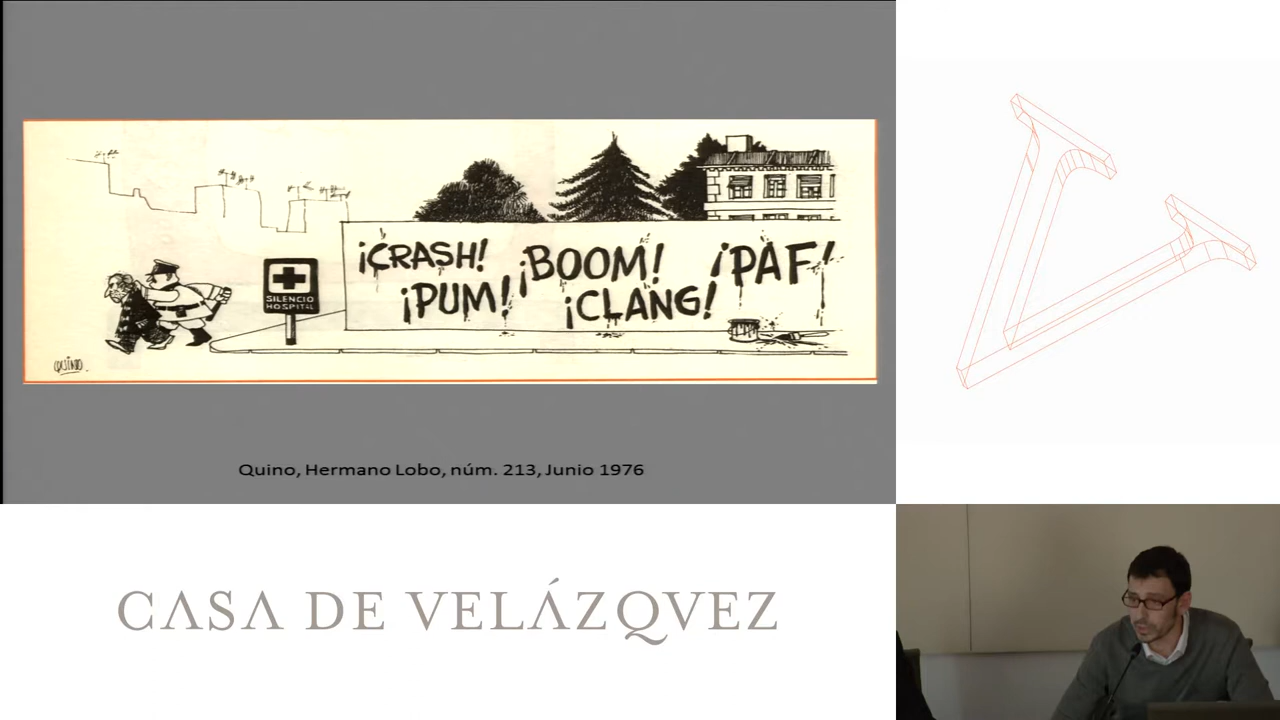 ¡CRASH! ¡BOOM! ¡PAF!
¡PUM! ¡CLANG!
SILENCIO
HOSPITAL
QUINO
Quino, Hermano Lobo, núm. 213, Junio 1976
CASA DE VELÁZQVEZ